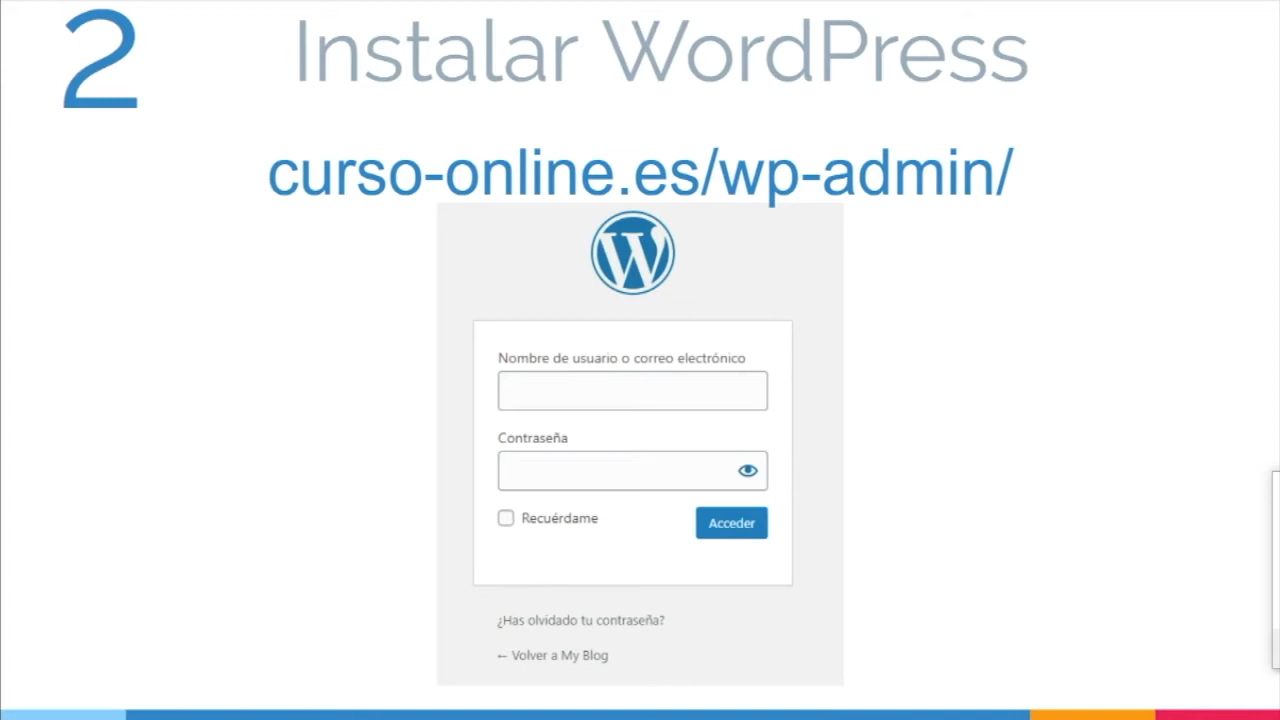 2
Instalar WordPress
curso-online.es/wp-admin/
Nombre de usuario o correo electrónico
Contraseña
Recuérdame
Acceder
¿Has olvidado tu contraseña?
← Volver a My Blog